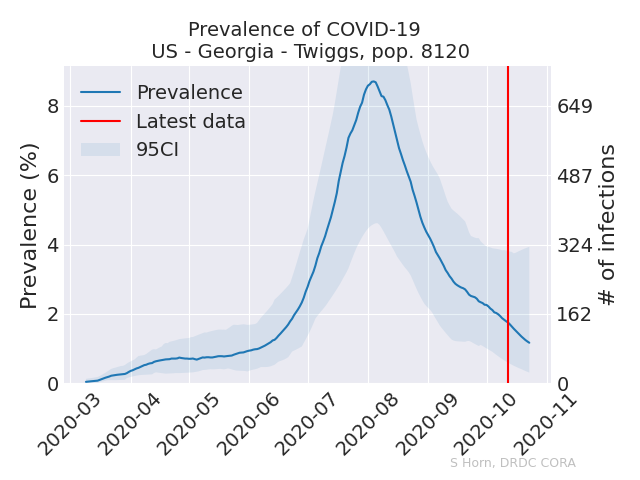 Prevalence of COVID-19
US - Georgia - Twiggs, pop. 8120
Prevalence
Latest data
95CI
Prevalence (%)
8
6
4
2
0
649
487
324
162
0
# of infections
2020-03
2020-04
2020-05
2020-06
2020-07
2020-08
2020-09
2020-10
2020-11
S Horn, DRDC CORA